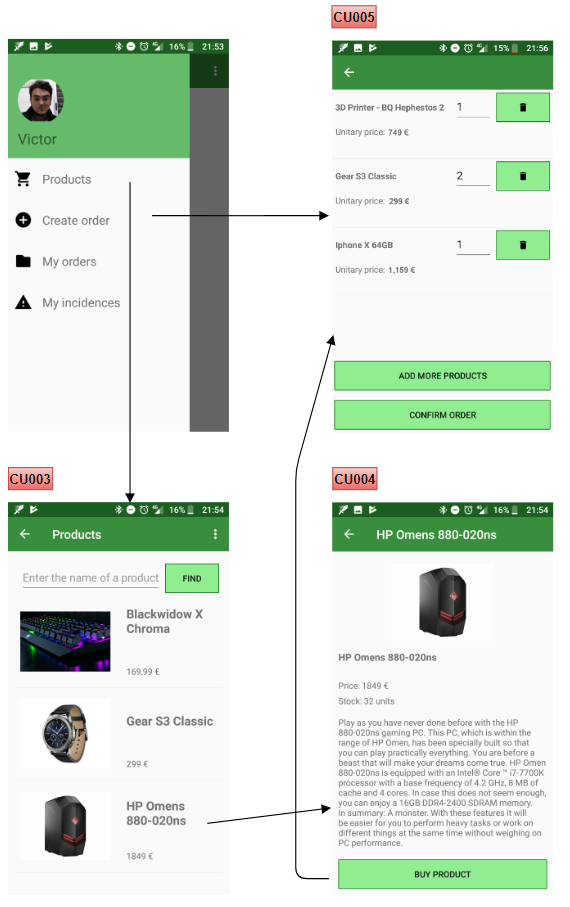 CU005
16% 21:53
Victor
Products
Create order
My orders
My incidences
15% 21:56
3D Printer - BQ Hephestos 2 1
Unitary price: 749 €
Gear S3 Classic 2
Unitary price: 299 €
Iphone X 64GB 1
Unitary price: 1,159 €
ADD MORE PRODUCTS
CONFIRM ORDER
CU003
16% 21:54
Products
Enter the name of a product FIND
Blackwidow X
Chroma
169,99 €
Gear S3 Classic
299 €
HP Omens
880-020ns
1849 €
CU004
16% 21:54
HP Omens 880-020ns
HP Omens 880-020ns
Price: 1849 €
Stock: 32 units
Play as you have never done before with the HP
880-020ns gaming PC. This PC, which is within the
range of HP Omen, has been specially built so that
you can play practically everything. You are before a
beast that will make your dreams come true. HP Omen
880-020ns is equipped with an Intel® Core ™ i7-7700K
processor with a base frequency of 4.2 GHz, 8 MB of
cache and 4 cores. In case this does not seem enough,
you can enjoy a 16GB DDR4-2400 SDRAM memory.
In summary: A monster. With these features it will
be easier for you to perform heavy tasks or work on
different things at the same time without weighing on
PC performance.
BUY PRODUCT